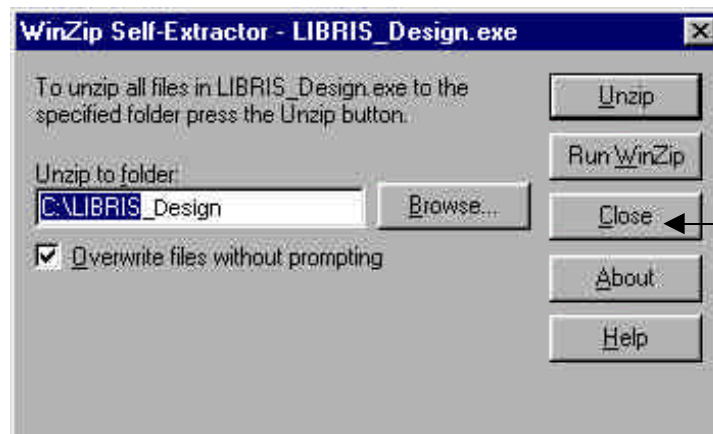 WinZip Self-Extractor - LIBRIS_Design.exe
To unzip all files in LIBRIS_Design.exe to the
specified folder press the Unzip button.
Unzip to folder:
C:\LIBRIS_Design
Browse...
Overwrite files without prompting
Unzip
Run WinZip
Close
About
Help